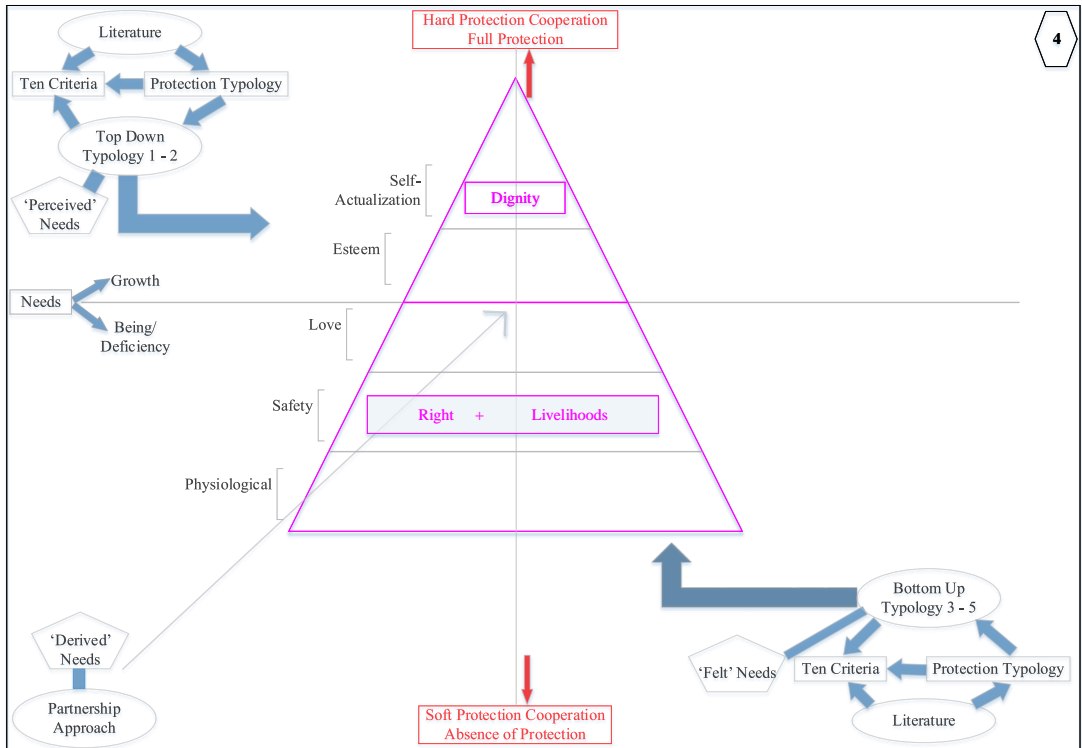 Hard Protection Cooperation
Full Protection
4
Literature
Ten Criteria
Protection Typology
Top Down
Typology 1 - 2
‘Perceived’
Needs
Self-
Actualization
Dignity
Esteem
Needs
Growth
Being/
Deficiency
Love
Safety
Right + Livelihoods
Physiological
‘Derived’
Needs
Partnership
Approach
Bottom Up
Typology 3 - 5
‘Felt’ Needs
Ten Criteria
Protection Typology
Literature
Soft Protection Cooperation
Absence of Protection